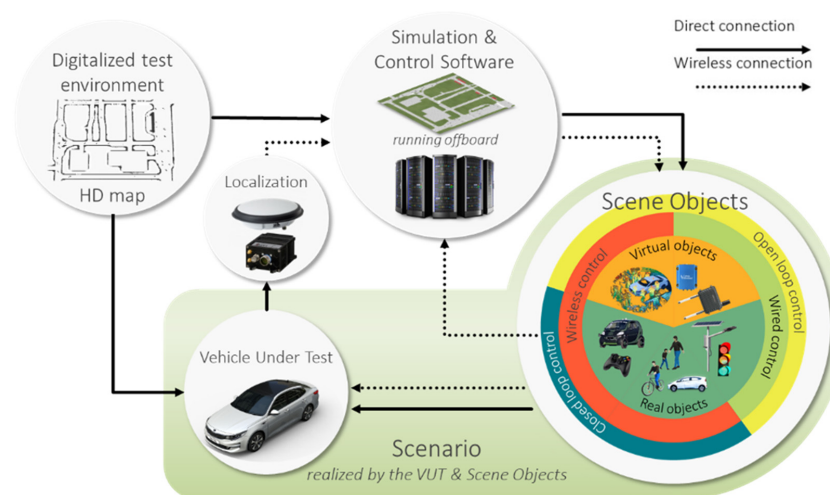 Digitalized test
environment
HD map
Simulation &
Control Software
running offboard
Direct connection
Wireless connection
Localization
Vehicle Under Test
Scene Objects
Virtual objects
Real objects
Wireless control
Wired control
Open loop control
Closed loop control
Scenario
realized by the VUT & Scene Objects